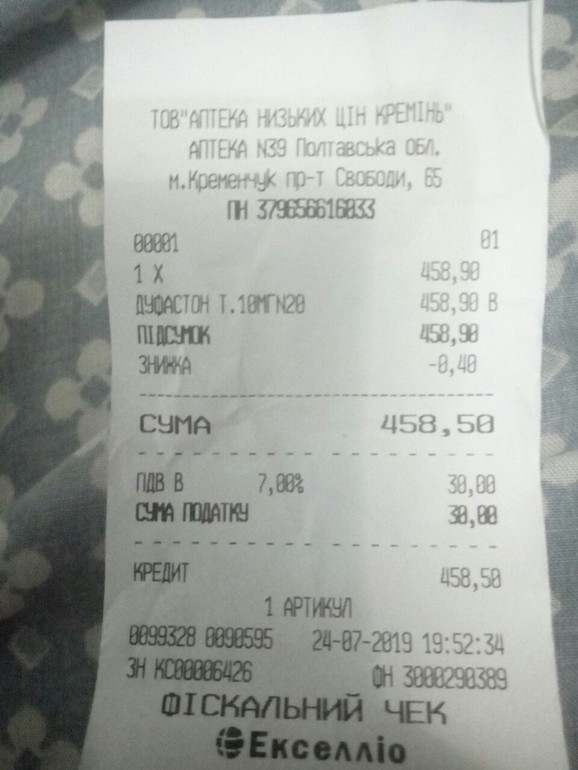 ТОВ"АПТЕКА НИЗЬКИХ ЦІН КРЕМІНЬ"
АПТЕКА N39 Полтавська ОБЛ.
м.Кременчук пр-т Свободи, 65
ПН 379656616033
00001 01
1 X 458,90
ДУФАСТОН Т.10МГN20 458,90 В
ПІДСУМОК 458,90
ЗНИЖКА -0,40
СУМА 458,50
ПДВ В 7,00% 30,00
СУМА ПОДАТКУ 30,00
КРЕДИТ 458,50
1 АРТИКУЛ
0099328 0090595 24-07-2019 19:52:34
ЗН КС00006426 ФН 3000290389
ФІСКАЛЬНИЙ ЧЕК
Екселліо